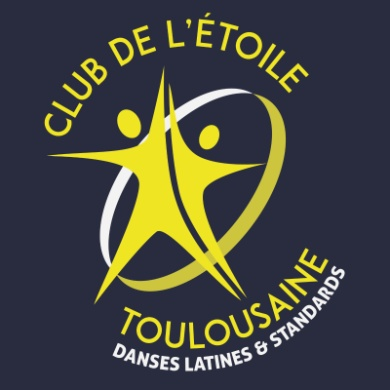 CLUB DE L'ÉTOILE
TOULOUSAINE
DANSES LATINES & STANDARDS